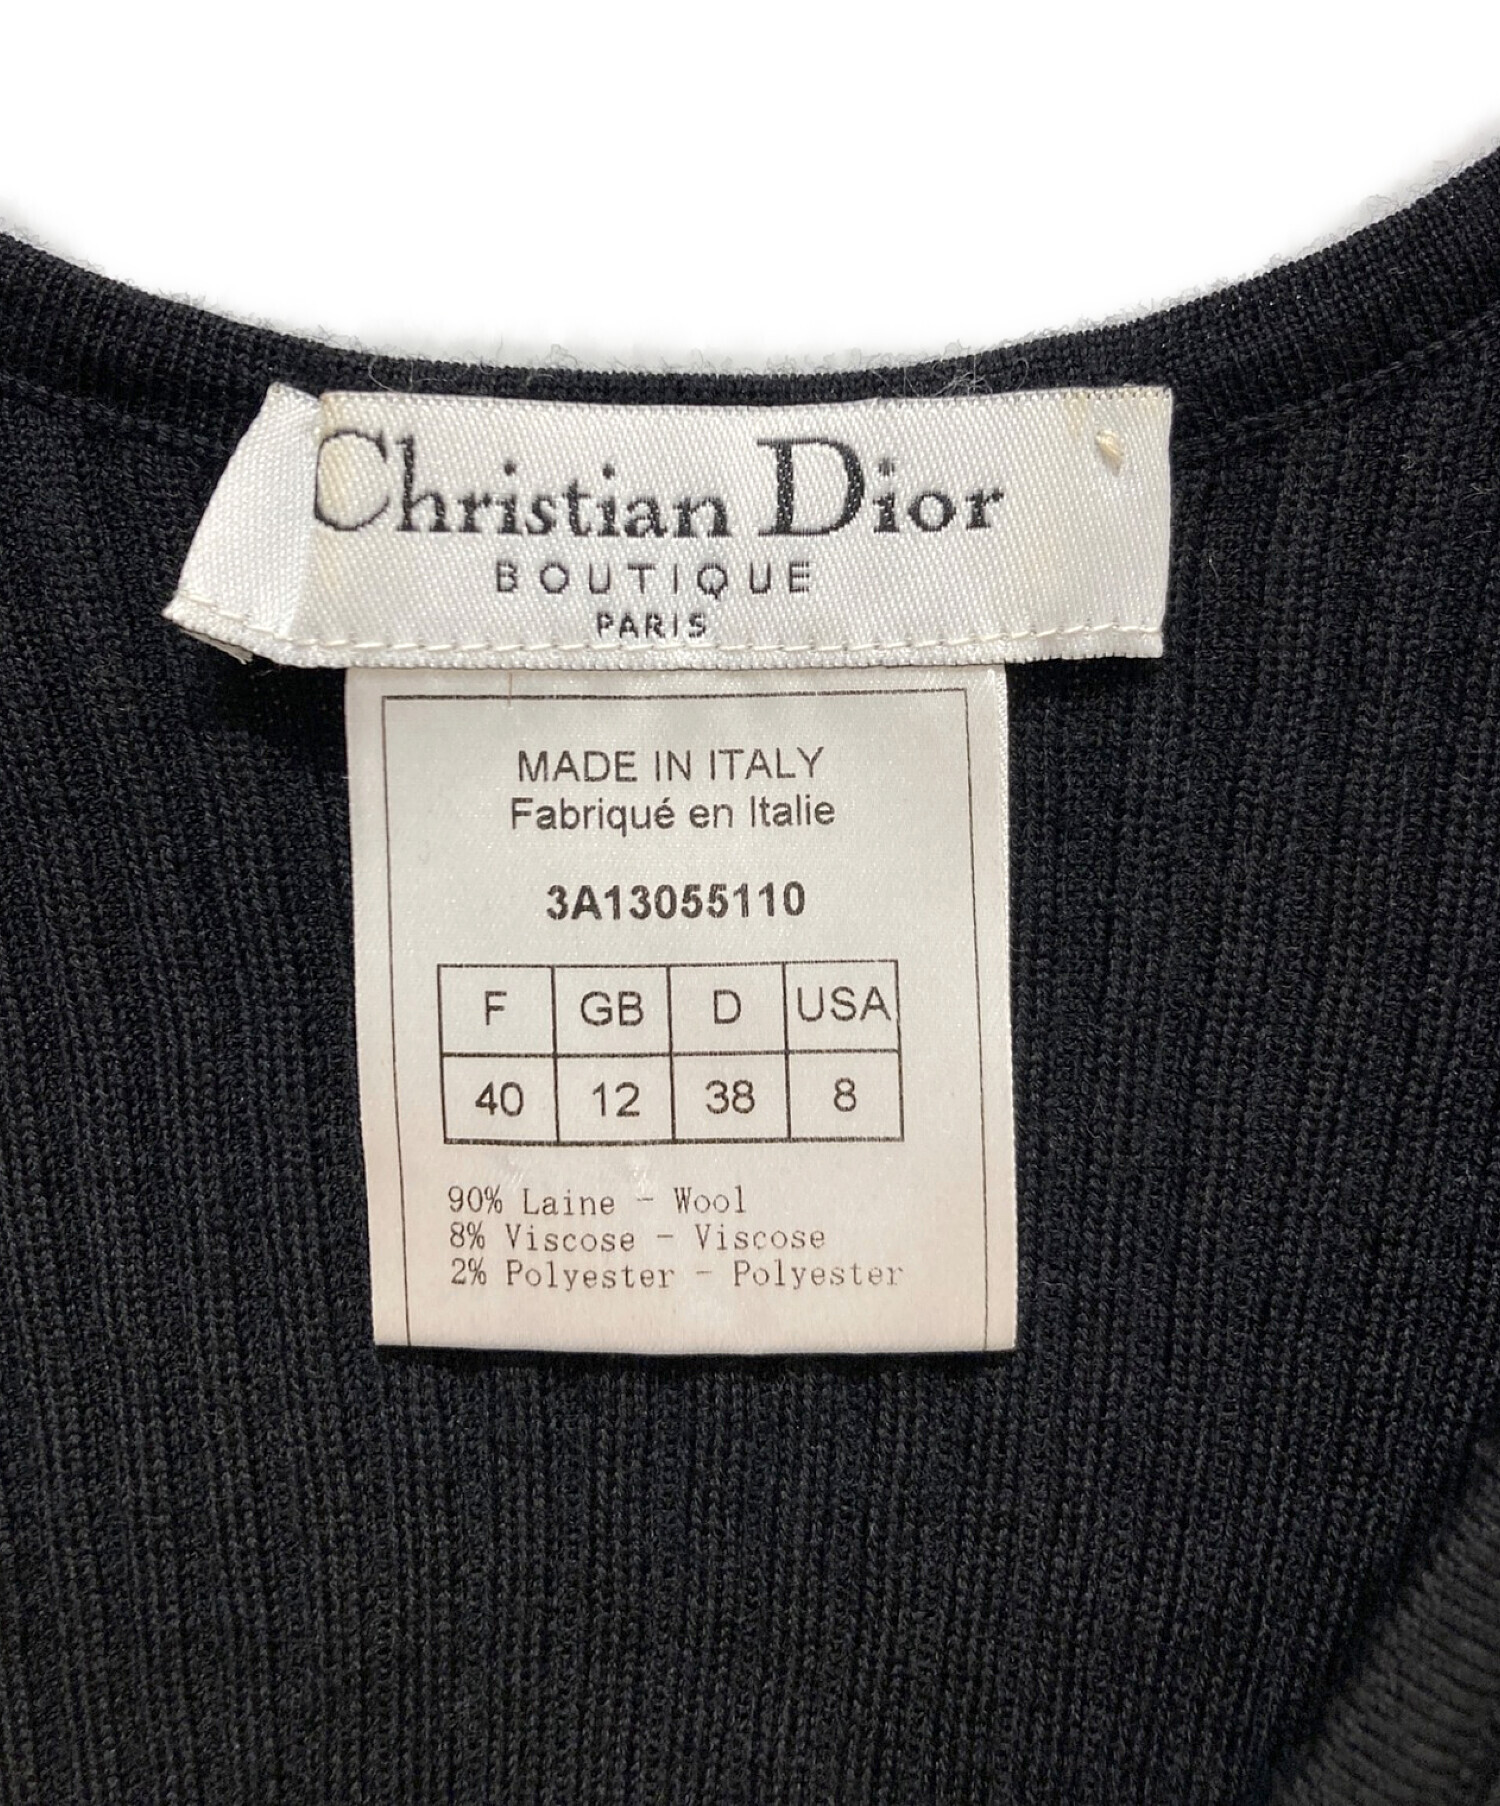 Christian Dior
BOUTIQUE
PARIS
MADE IN ITALY
Fabriqué en Italie
3A13055110
F GB D USA
40 12 38 8
90% Laine - Wool
8% Viscose - Viscose
2% Polyester - Polyester